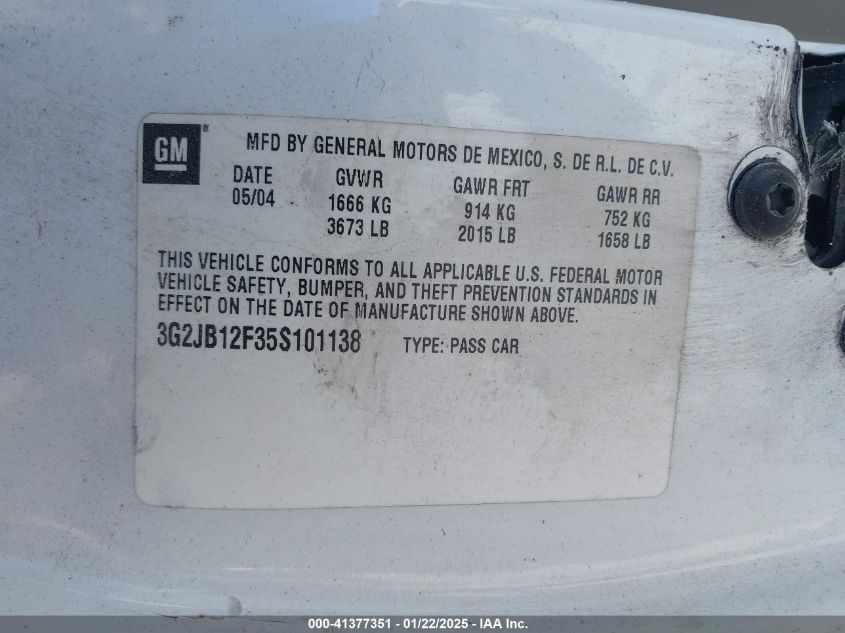 GM®
MFD BY GENERAL MOTORS DE MEXICO, S. DE R.L. DE C.V.
DATE GVWR GAWR FRT GAWR RR
05/04 1666 KG 914 KG 752 KG
3673 LB 2015 LB 1658 LB
THIS VEHICLE CONFORMS TO ALL APPLICABLE U.S. FEDERAL MOTOR
VEHICLE SAFETY, BUMPER, AND THEFT PREVENTION STANDARDS IN
EFFECT ON THE DATE OF MANUFACTURE SHOWN ABOVE.
3G2JB12F35S101138 TYPE: PASS CAR
000-41377351 - 01/22/2025 - IAA Inc.